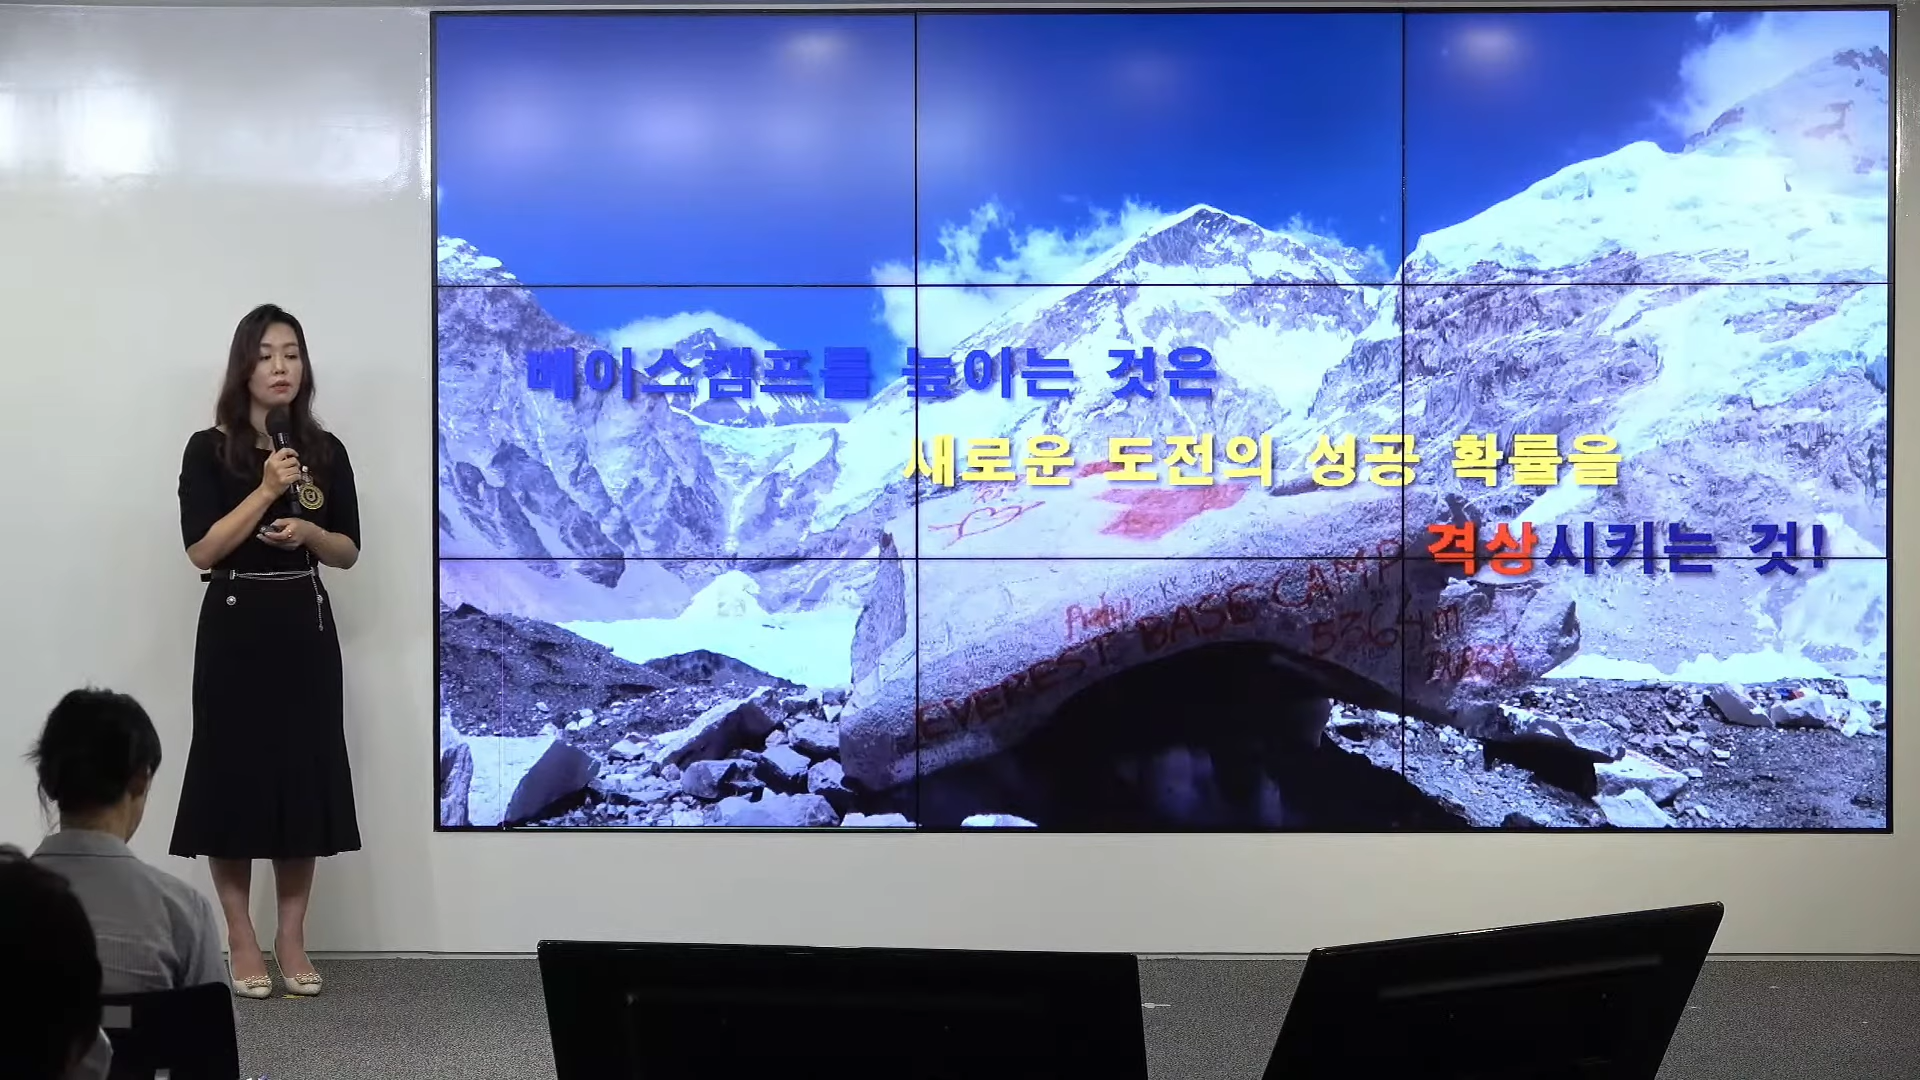 베이스캠프를 높이는 것은
새로운 도전의 성공 확률을
격상시키는 것!
EVEREST BASE CAMP
5364m